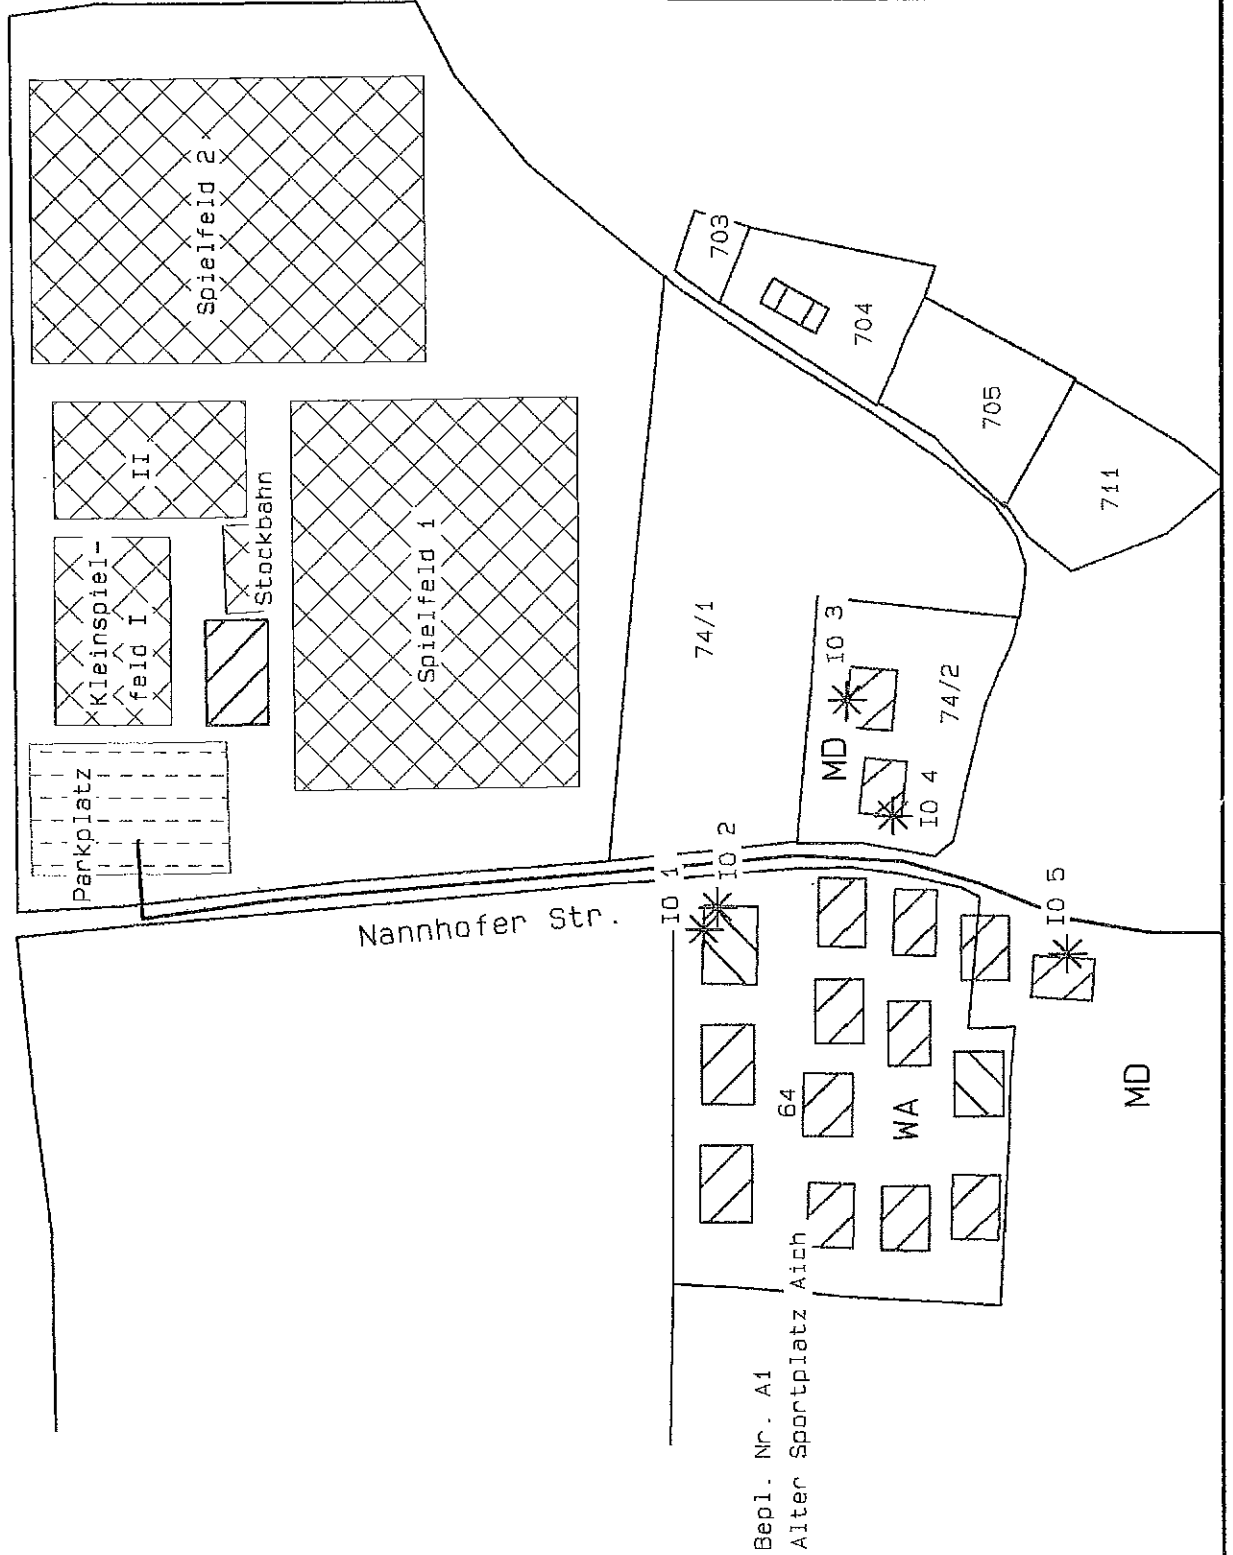 Parkplatz
Kleinspiel-
feld I
II
Spielfeld 2
Stockbahn
Spielfeld 1
Nannhofer Str.
703
704
705
711
74/1
74/2
IO 1
IO 2
IO 3
MD
IO 4
IO 5
64
WA
MD
Bepl. Nr. A1
Alter Sportplatz Aich